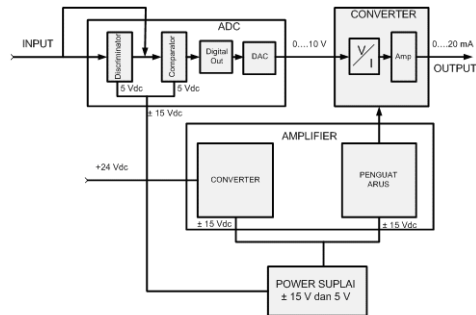 INPUT
ADC
Discriminator
Comparator
Digital
Out
DAC
5 Vdc
5 Vdc
± 15 Vdc
0....10 V
CONVERTER
V/I
Amp
0....20 mA
OUTPUT
AMPLIFIER
+24 Vdc
CONVERTER
PENGUAT
ARUS
± 15 Vdc
± 15 Vdc
POWER SUPLAI
± 15 V dan 5 V